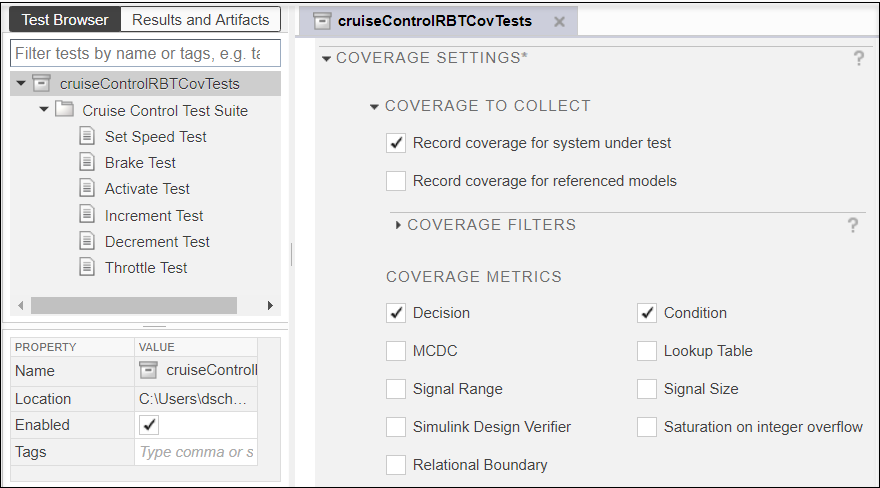 Test Browser
Results and Artifacts
Filter tests by name or tags, e.g. ta
cruiseControlRBTCovTests
Cruise Control Test Suite
Set Speed Test
Brake Test
Activate Test
Increment Test
Decrement Test
Throttle Test
PROPERTY VALUE
Name cruiseControll
Location C:\Users\dsch...
Enabled
Tags Type comma or s
cruiseControlRBTCovTests
COVERAGE SETTINGS* ?
COVERAGE TO COLLECT
Record coverage for system under test
Record coverage for referenced models
COVERAGE FILTERS ?
COVERAGE METRICS
Decision Condition
MCDC Lookup Table
Signal Range Signal Size
Simulink Design Verifier Saturation on integer overflow
Relational Boundary